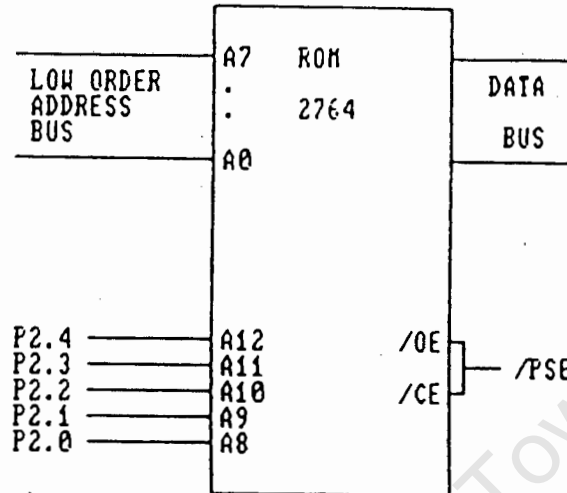 A7 ROM
LOW ORDER
ADDRESS
BUS
.
. 2764
DATA
BUS
A0
P2.4 A12 /OE
P2.3 A11 /PSE
P2.2 A10 /CE
P2.1 A9
P2.0 A8
Tow